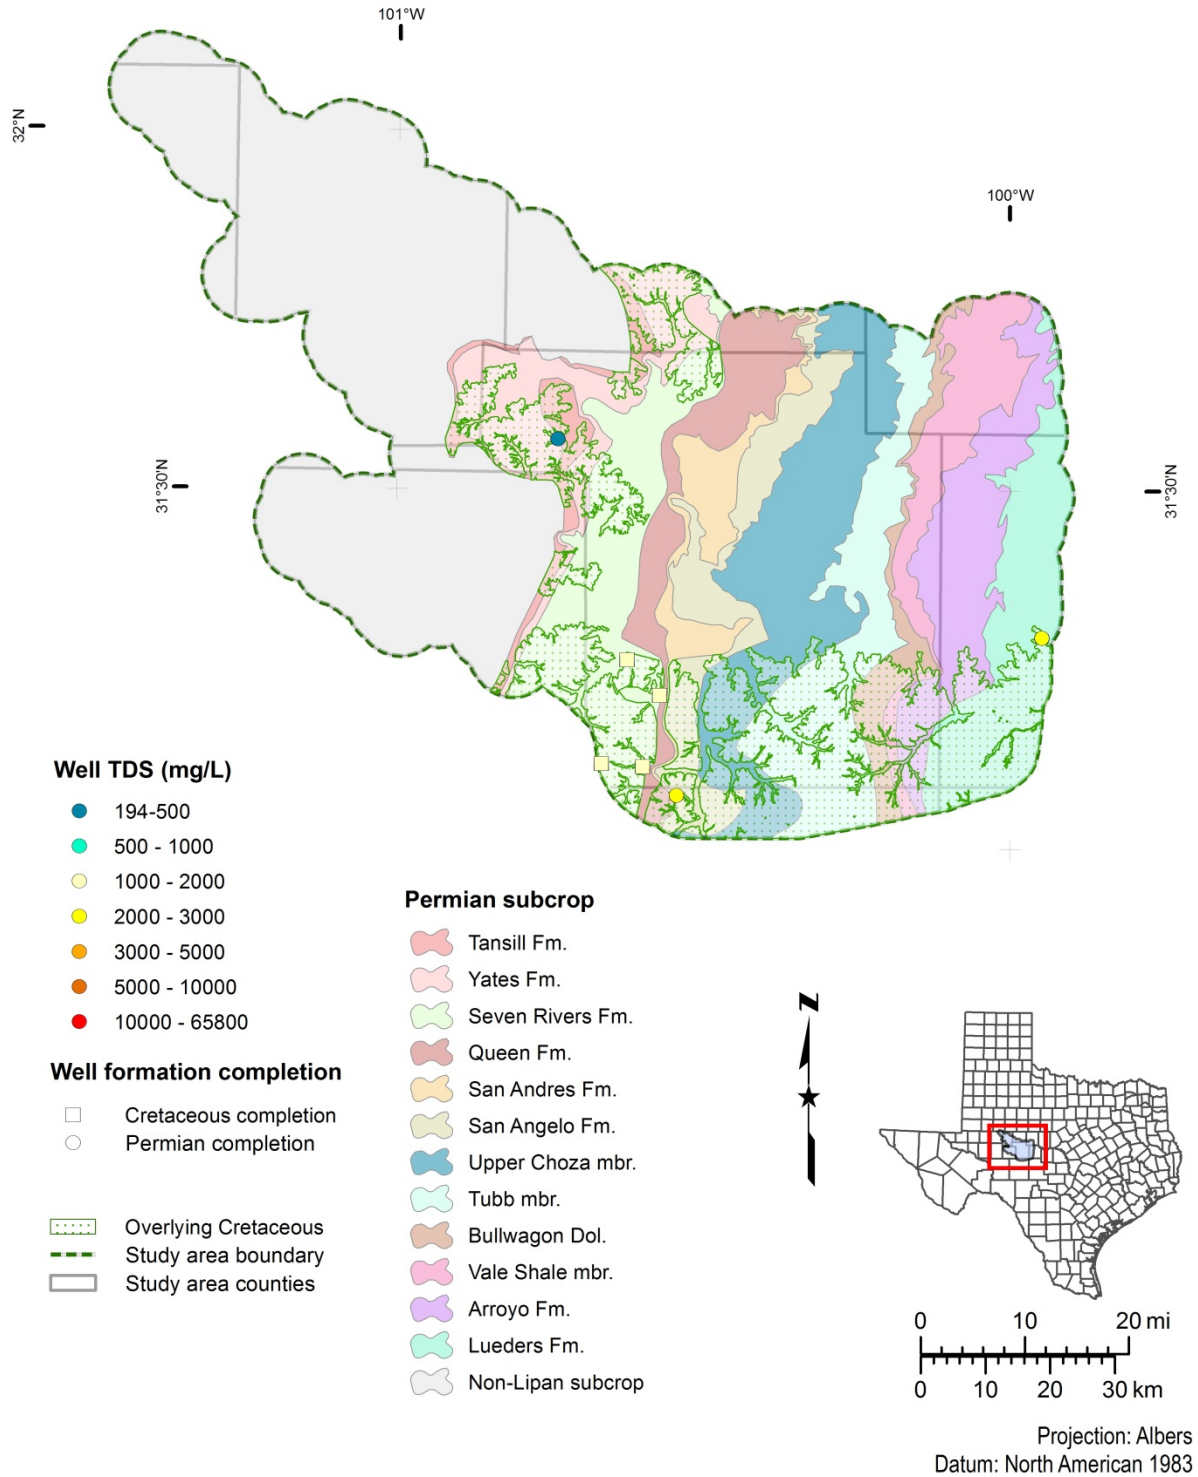 101°W
32°N
100°W
31°30'N
31°30'N
Well TDS (mg/L)
194-500
500 - 1000
1000 - 2000
2000 - 3000
3000 - 5000
5000 - 10000
10000 - 65800
Well formation completion
Cretaceous completion
Permian completion
Overlying Cretaceous
Study area boundary
Study area counties
Permian subcrop
Tansill Fm.
Yates Fm.
Seven Rivers Fm.
Queen Fm.
San Andres Fm.
San Angelo Fm.
Upper Choza mbr.
Tubb mbr.
Bullwagon Dol.
Vale Shale mbr.
Arroyo Fm.
Lueders Fm.
Non-Lipan subcrop
N
0 10 20 mi
0 10 20 30 km
Projection: Albers
Datum: North American 1983